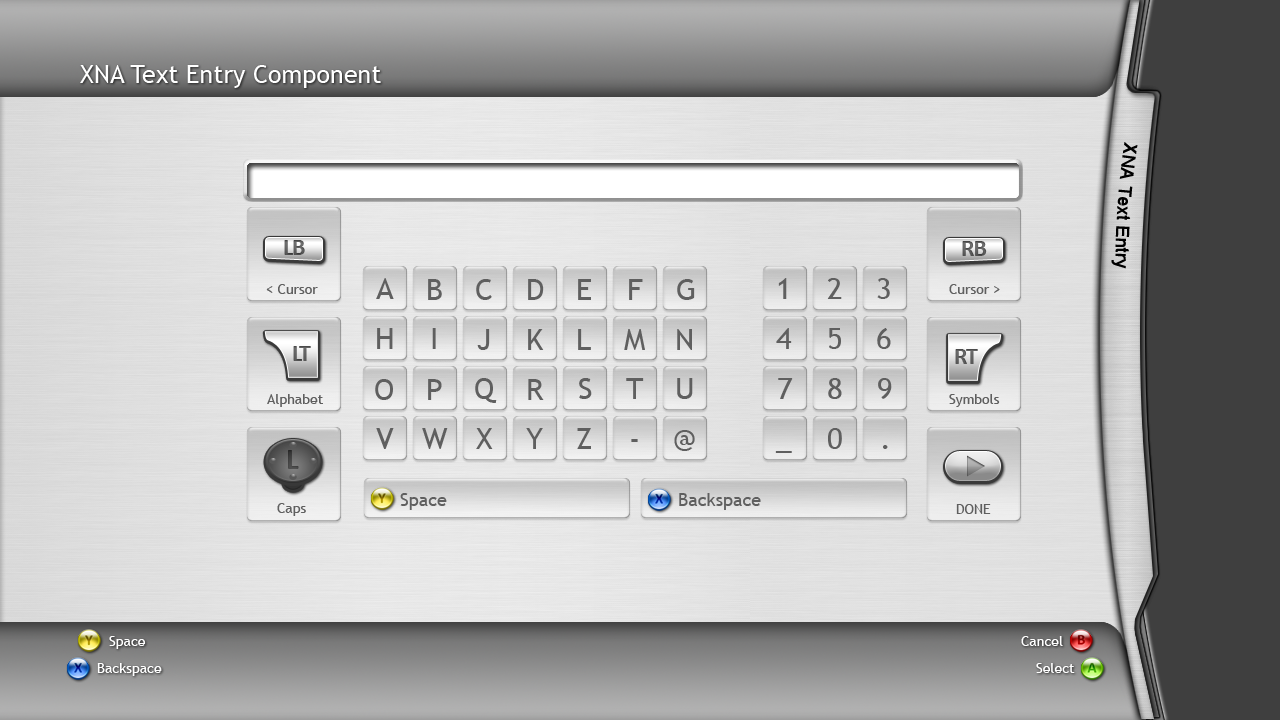 XNA Text Entry Component
XNA Text Entry
LB
< Cursor
RB
Cursor >
A B C D E F G 1 2 3
H I J K L M N 4 5 6
LT
Alphabet
RT
Symbols
O P Q R S T U 7 8 9
V W X Y Z - @ _ 0 .
L
Caps
Y Space
X Backspace
DONE
Y Space
X Backspace
Cancel B
Select A